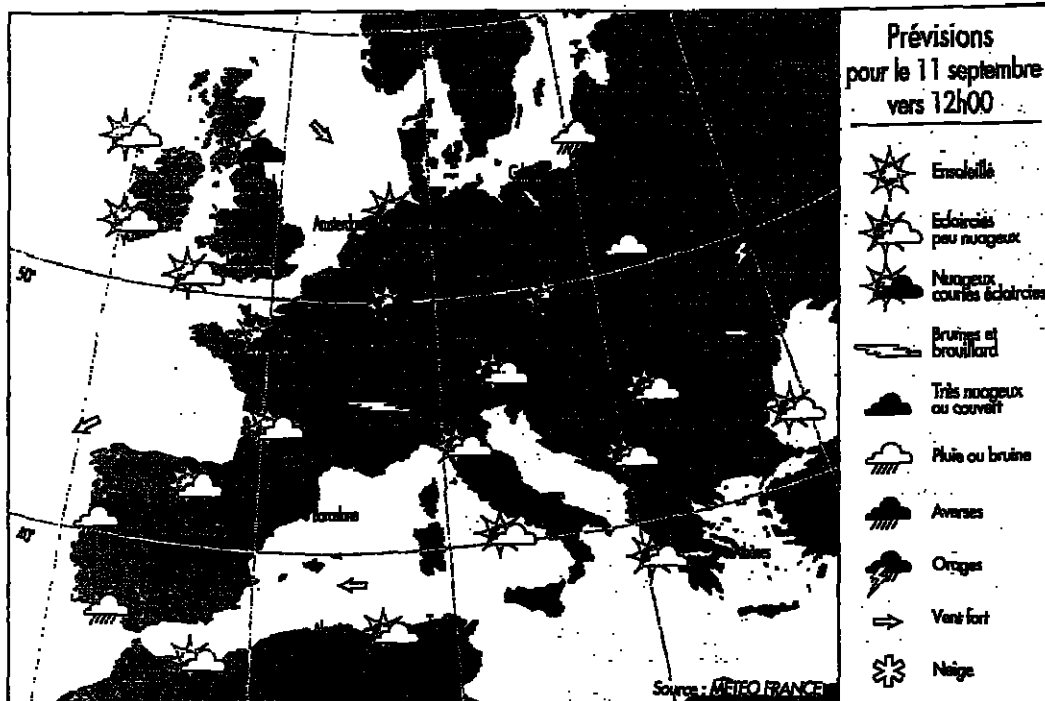 Prévisions
pour le 11 septembre
vers 12h00
Ensoleillé
Eclaircies
peu nuageux
Nuageux
courtes éclaircies
Brumes et
brouillard
Très nuageux
ou couvert
Pluie ou bruine
Averses
Orages
Vent fort
Neige
50°
40°
Source : METEO FRANCE